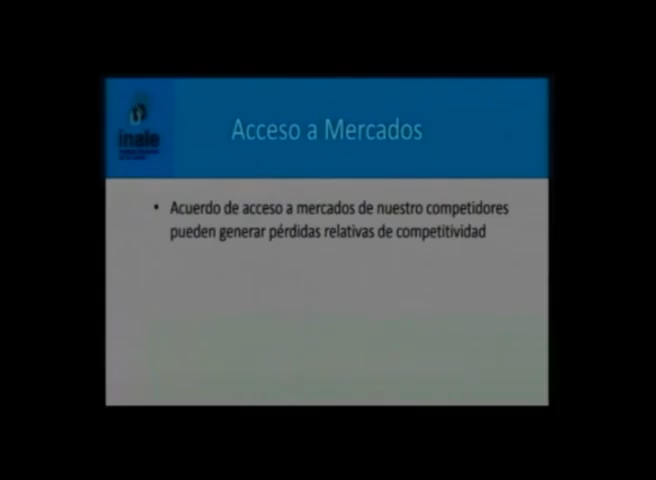 inale
Acceso a Mercados
• Acuerdo de acceso a mercados de nuestro competidores
pueden generar pérdidas relativas de competitividad